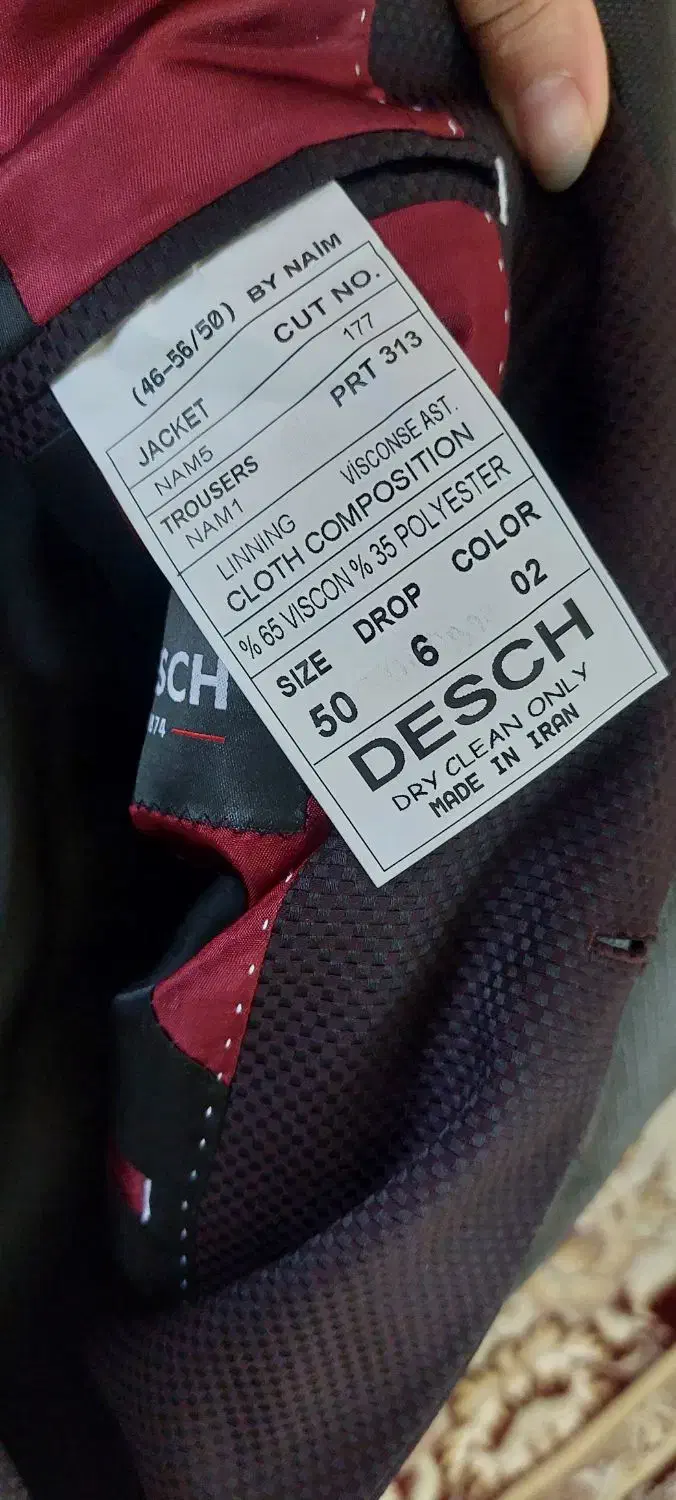 (46-56/50) BY NAİM
JACKET CUT NO.
NAM5 177
TROUSERS PRT 313
NAM1
LINNING VISCONSE AST.
CLOTH COMPOSITION
% 65 VISCON % 35 POLYESTER
SIZE DROP COLOR
50 6 02
DESCH
DRY CLEAN ONLY
MADE IN IRAN
SCH